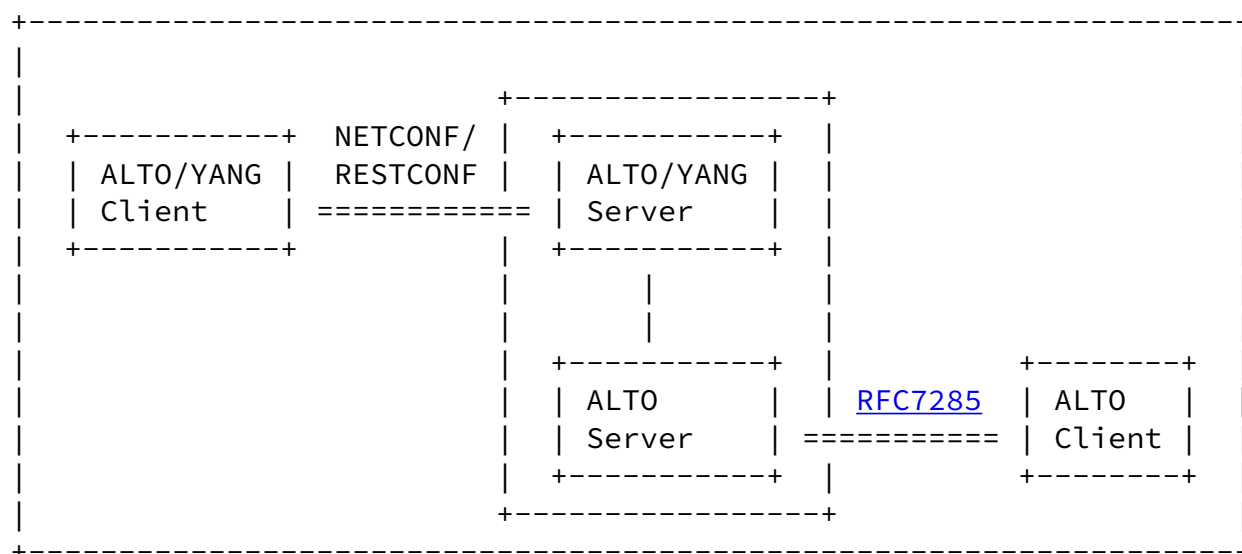 NETCONF/
ALTO/YANG RESTCONF ALTO/YANG
Client ============ Server
ALTO RFC7285 ALTO
Server =========== Client